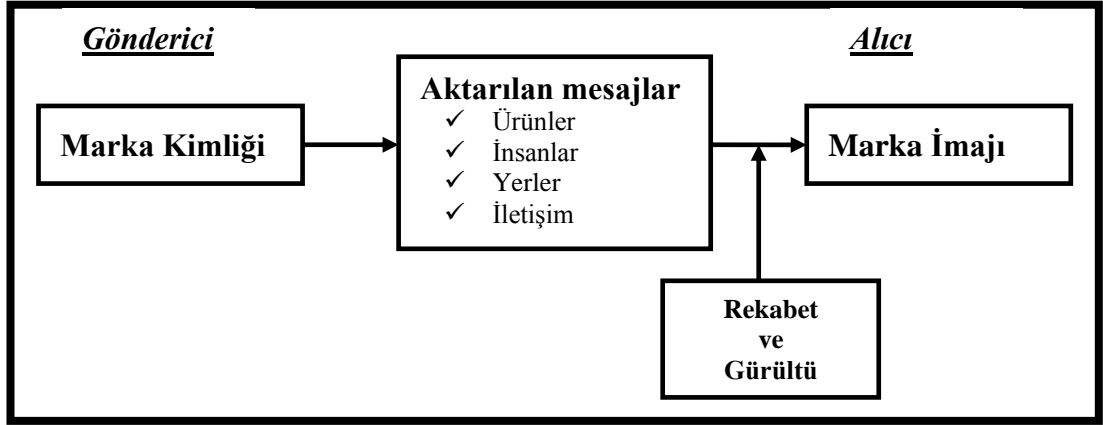 Gönderici
Alıcı
Marka Kimliği
Aktarılan mesajlar
✓ Ürünler
✓ İnsanlar
✓ Yerler
✓ İletişim
Marka İmajı
Rekabet
ve
Gürültü